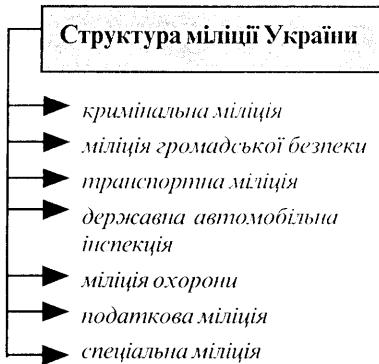 Структура міліції України
кримінальна міліція
міліція громадської безпеки
транспортна міліція
державна автомобільна
інспекція
міліція охорони
податкова міліція
спеціальна міліція